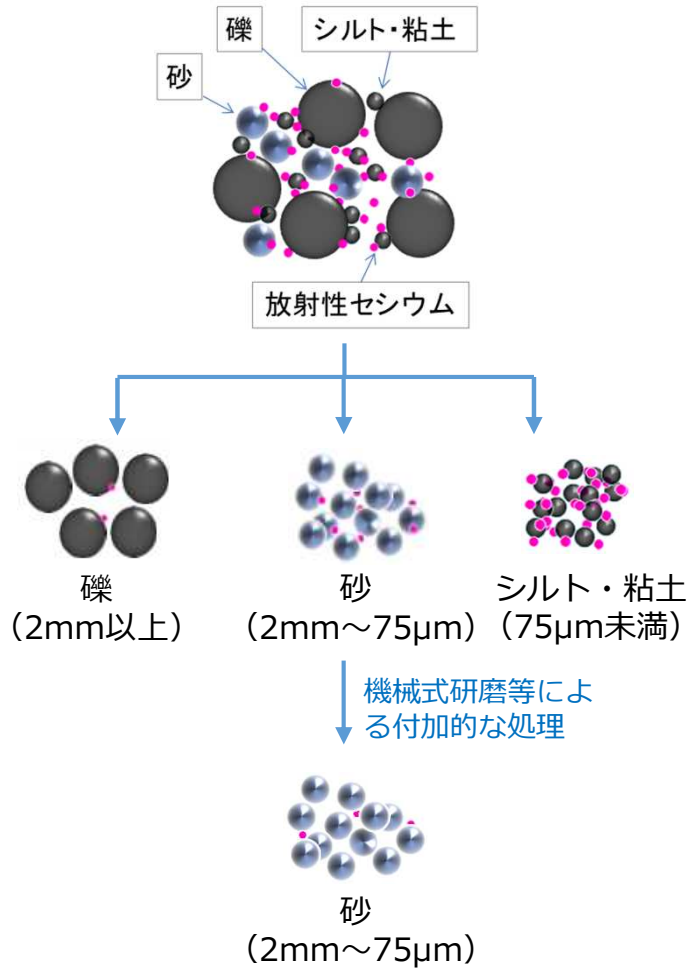 礫
シルト・粘土
砂
放射性セシウム
礫
(2mm以上)
砂
(2mm～75μm)
シルト・粘土
(75μm未満)
機械式研磨等によ
る付加的な処理
砂
(2mm～75μm)